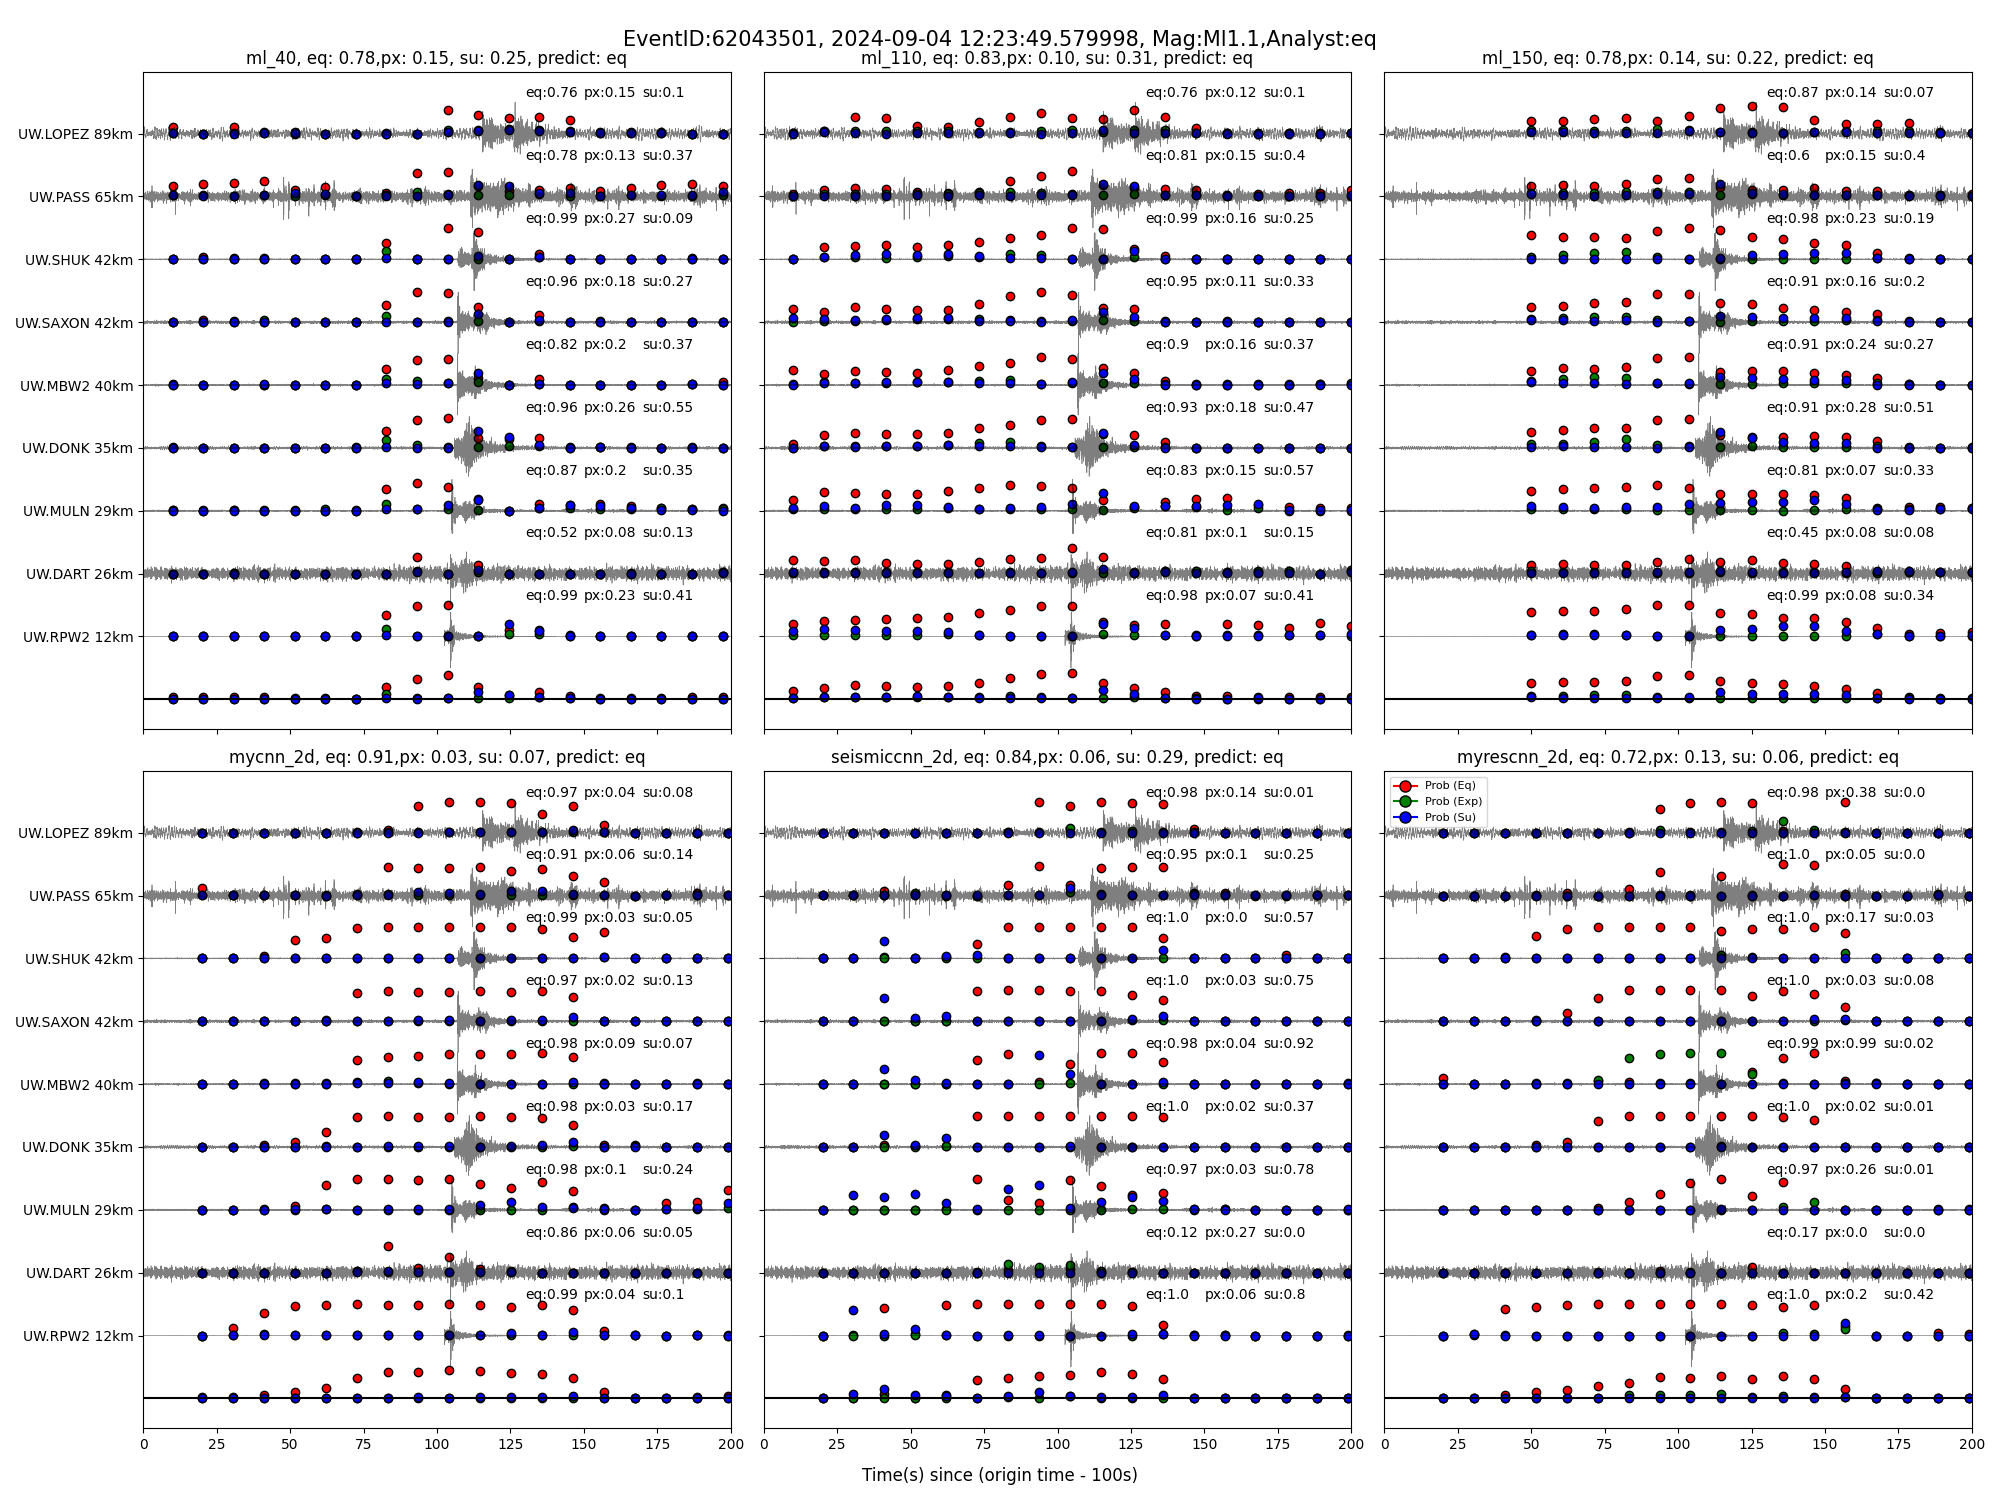 EventID:62043501, 2024-09-04 12:23:49.579998, Mag:Ml1.1,Analyst:eq
ml_40, eq: 0.78,px: 0.15, su: 0.25, predict: eq
UW.LOPEZ 89km
eq:0.76 px:0.15 su:0.1
UW.PASS 65km
eq:0.78 px:0.13 su:0.37
UW.SHUK 42km
eq:0.99 px:0.27 su:0.09
UW.SAXON 42km
eq:0.96 px:0.18 su:0.27
UW.MBW2 40km
eq:0.82 px:0.2 su:0.37
UW.DONK 35km
eq:0.96 px:0.26 su:0.55
UW.MULN 29km
eq:0.87 px:0.2 su:0.35
UW.DART 26km
eq:0.52 px:0.08 su:0.13
UW.RPW2 12km
eq:0.99 px:0.23 su:0.41
ml_110, eq: 0.83,px: 0.10, su: 0.31, predict: eq
eq:0.76 px:0.12 su:0.1
eq:0.81 px:0.15 su:0.4
eq:0.99 px:0.16 su:0.25
eq:0.95 px:0.11 su:0.33
eq:0.9 px:0.16 su:0.37
eq:0.93 px:0.18 su:0.47
eq:0.83 px:0.15 su:0.57
eq:0.81 px:0.1 su:0.15
eq:0.98 px:0.07 su:0.41
ml_150, eq: 0.78,px: 0.14, su: 0.22, predict: eq
eq:0.87 px:0.14 su:0.07
eq:0.6 px:0.15 su:0.4
eq:0.98 px:0.23 su:0.19
eq:0.91 px:0.16 su:0.2
eq:0.91 px:0.24 su:0.27
eq:0.91 px:0.28 su:0.51
eq:0.81 px:0.07 su:0.33
eq:0.45 px:0.08 su:0.08
eq:0.99 px:0.08 su:0.34
mycnn_2d, eq: 0.91,px: 0.03, su: 0.07, predict: eq
UW.LOPEZ 89km
eq:0.97 px:0.04 su:0.08
UW.PASS 65km
eq:0.91 px:0.06 su:0.14
UW.SHUK 42km
eq:0.99 px:0.03 su:0.05
UW.SAXON 42km
eq:0.97 px:0.02 su:0.13
UW.MBW2 40km
eq:0.98 px:0.09 su:0.07
UW.DONK 35km
eq:0.98 px:0.03 su:0.17
UW.MULN 29km
eq:0.98 px:0.1 su:0.24
UW.DART 26km
eq:0.86 px:0.06 su:0.05
UW.RPW2 12km
eq:0.99 px:0.04 su:0.1
0 25 50 75 100 125 150 175 200
seismiccnn_2d, eq: 0.84,px: 0.06, su: 0.29, predict: eq
eq:0.98 px:0.14 su:0.01
eq:0.95 px:0.1 su:0.25
eq:1.0 px:0.0 su:0.57
eq:1.0 px:0.03 su:0.75
eq:0.98 px:0.04 su:0.92
eq:1.0 px:0.02 su:0.37
eq:0.97 px:0.03 su:0.78
eq:0.12 px:0.27 su:0.0
eq:1.0 px:0.06 su:0.8
0 25 50 75 100 125 150 175 200
myrescnn_2d, eq: 0.72,px: 0.13, su: 0.06, predict: eq
Prob (Eq)
Prob (Exp)
Prob (Su)
eq:0.98 px:0.38 su:0.0
eq:1.0 px:0.05 su:0.0
eq:1.0 px:0.17 su:0.03
eq:1.0 px:0.03 su:0.08
eq:0.99 px:0.99 su:0.02
eq:1.0 px:0.02 su:0.01
eq:0.97 px:0.26 su:0.01
eq:0.17 px:0.0 su:0.0
eq:1.0 px:0.2 su:0.42
0 25 50 75 100 125 150 175 200
Time(s) since (origin time - 100s)